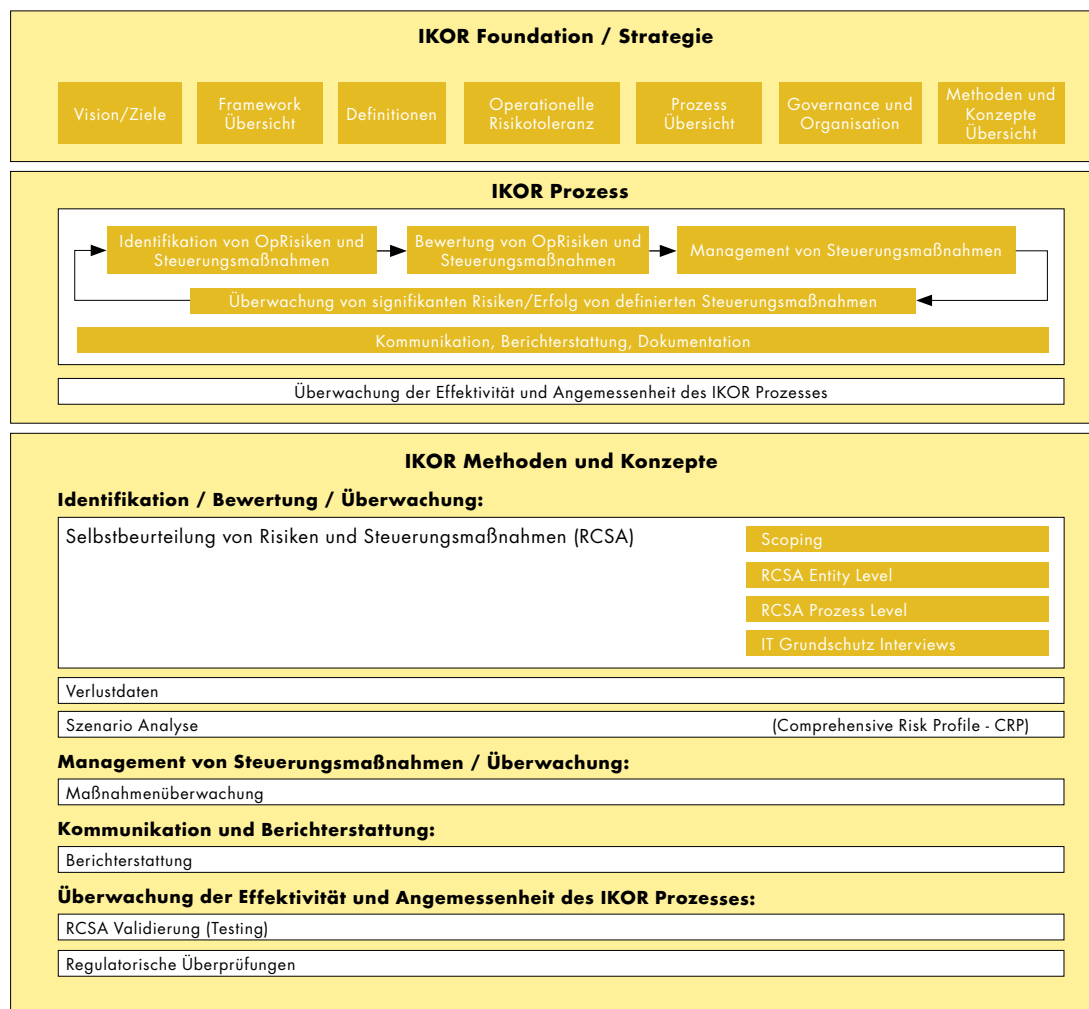 IKOR Foundation / Strategie
Vision/Ziele
Framework
Übersicht
Definitionen
Operationelle
Risikotoleranz
Prozess
Übersicht
Governance und
Organisation
Methoden und
Konzepte
Übersicht
IKOR Prozess
Identifikation von OpRisiken und
Steuerungsmaßnahmen
Bewertung von OpRisiken und
Steuerungsmaßnahmen
Management von Steuerungsmaßnahmen
Überwachung von signifikanten Risiken/Erfolg von definierten Steuerungsmaßnahmen
Kommunikation, Berichterstattung, Dokumentation
Überwachung der Effektivität und Angemessenheit des IKOR Prozesses
IKOR Methoden und Konzepte
Identifikation / Bewertung / Überwachung:
Selbstbeurteilung von Risiken und Steuerungsmaßnahmen (RCSA)
Scoping
RCSA Entity Level
RCSA Prozess Level
IT Grundschutz Interviews
Verlustdaten
Szenario Analyse (Comprehensive Risk Profile - CRP)
Management von Steuerungsmaßnahmen / Überwachung:
Maßnahmenüberwachung
Kommunikation und Berichterstattung:
Berichterstattung
Überwachung der Effektivität und Angemessenheit des IKOR Prozesses:
RCSA Validierung (Testing)
Regulatorische Überprüfungen